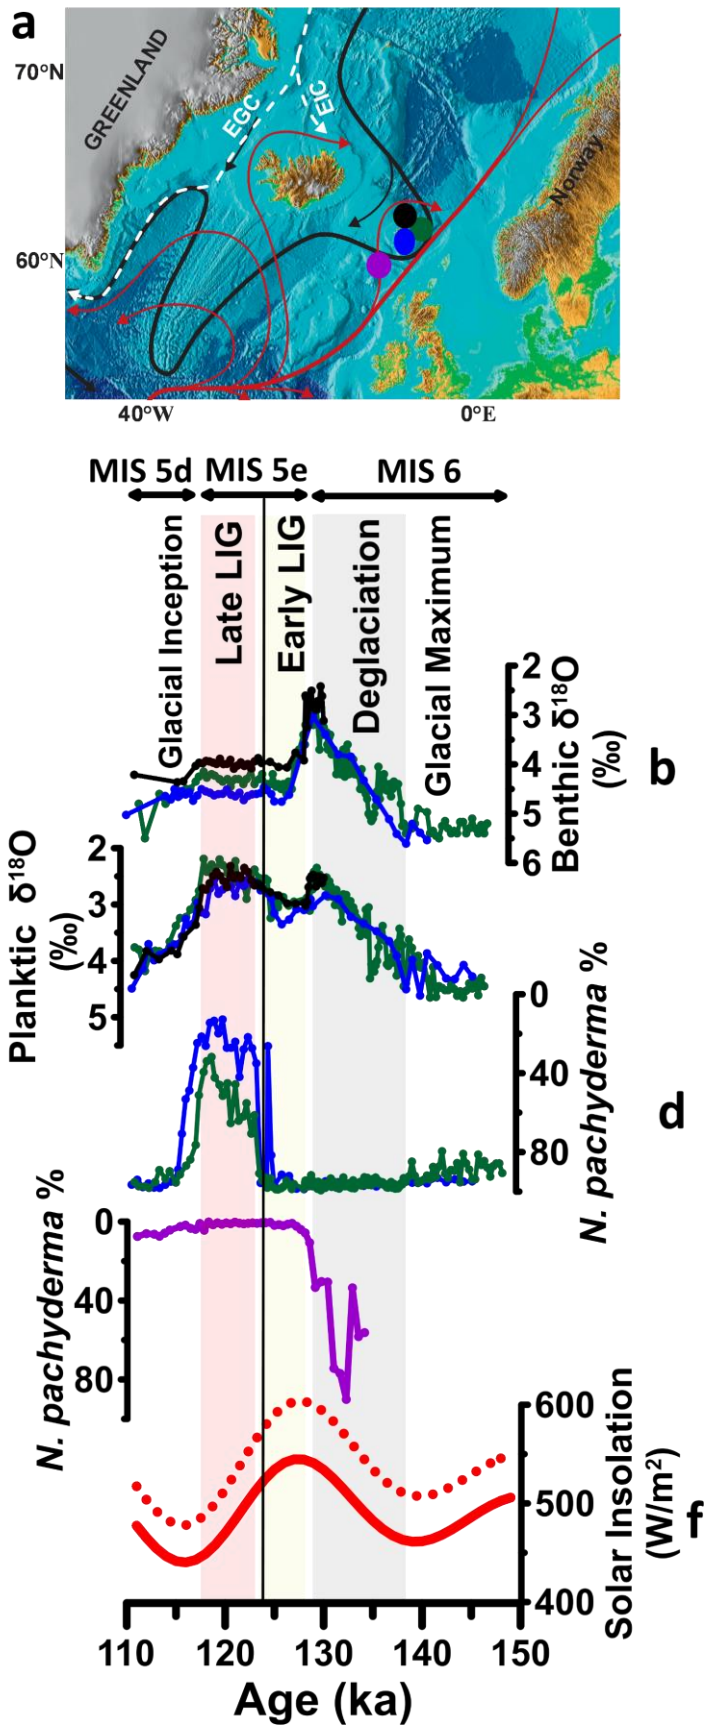 a
70°N
GREENLAND
EGC
EIC
Norway
60°N
40°W
0°E
MIS 5d
MIS 5e
MIS 6
Glacial Inception
Late LIG
Early LIG
Deglaciation
Glacial Maximum
2
3
4
5
6
Benthic δ18O
(‰)
b
2
3
4
5
Planktic δ18O
(‰)
0
40
80
N. pachyderma %
d
0
40
80
N. pachyderma %
600
500
400
Solar Insolation
(W/m²)
f
110 120 130 140 150
Age (ka)